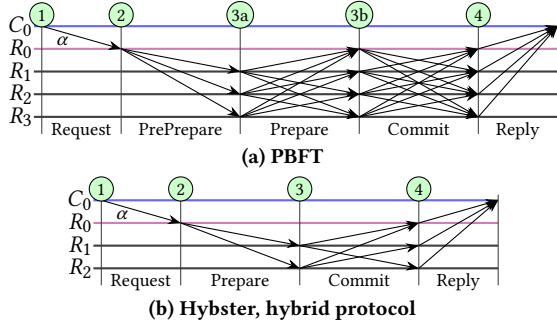 1 2 3a 3b 4
C0
α
R0
R1
R2
R3
Request PrePrepare Prepare Commit Reply
(a) PBFT
1 2 3 4
C0
α
R0
R1
R2
Request Prepare Commit Reply
(b) Hybster, hybrid protocol